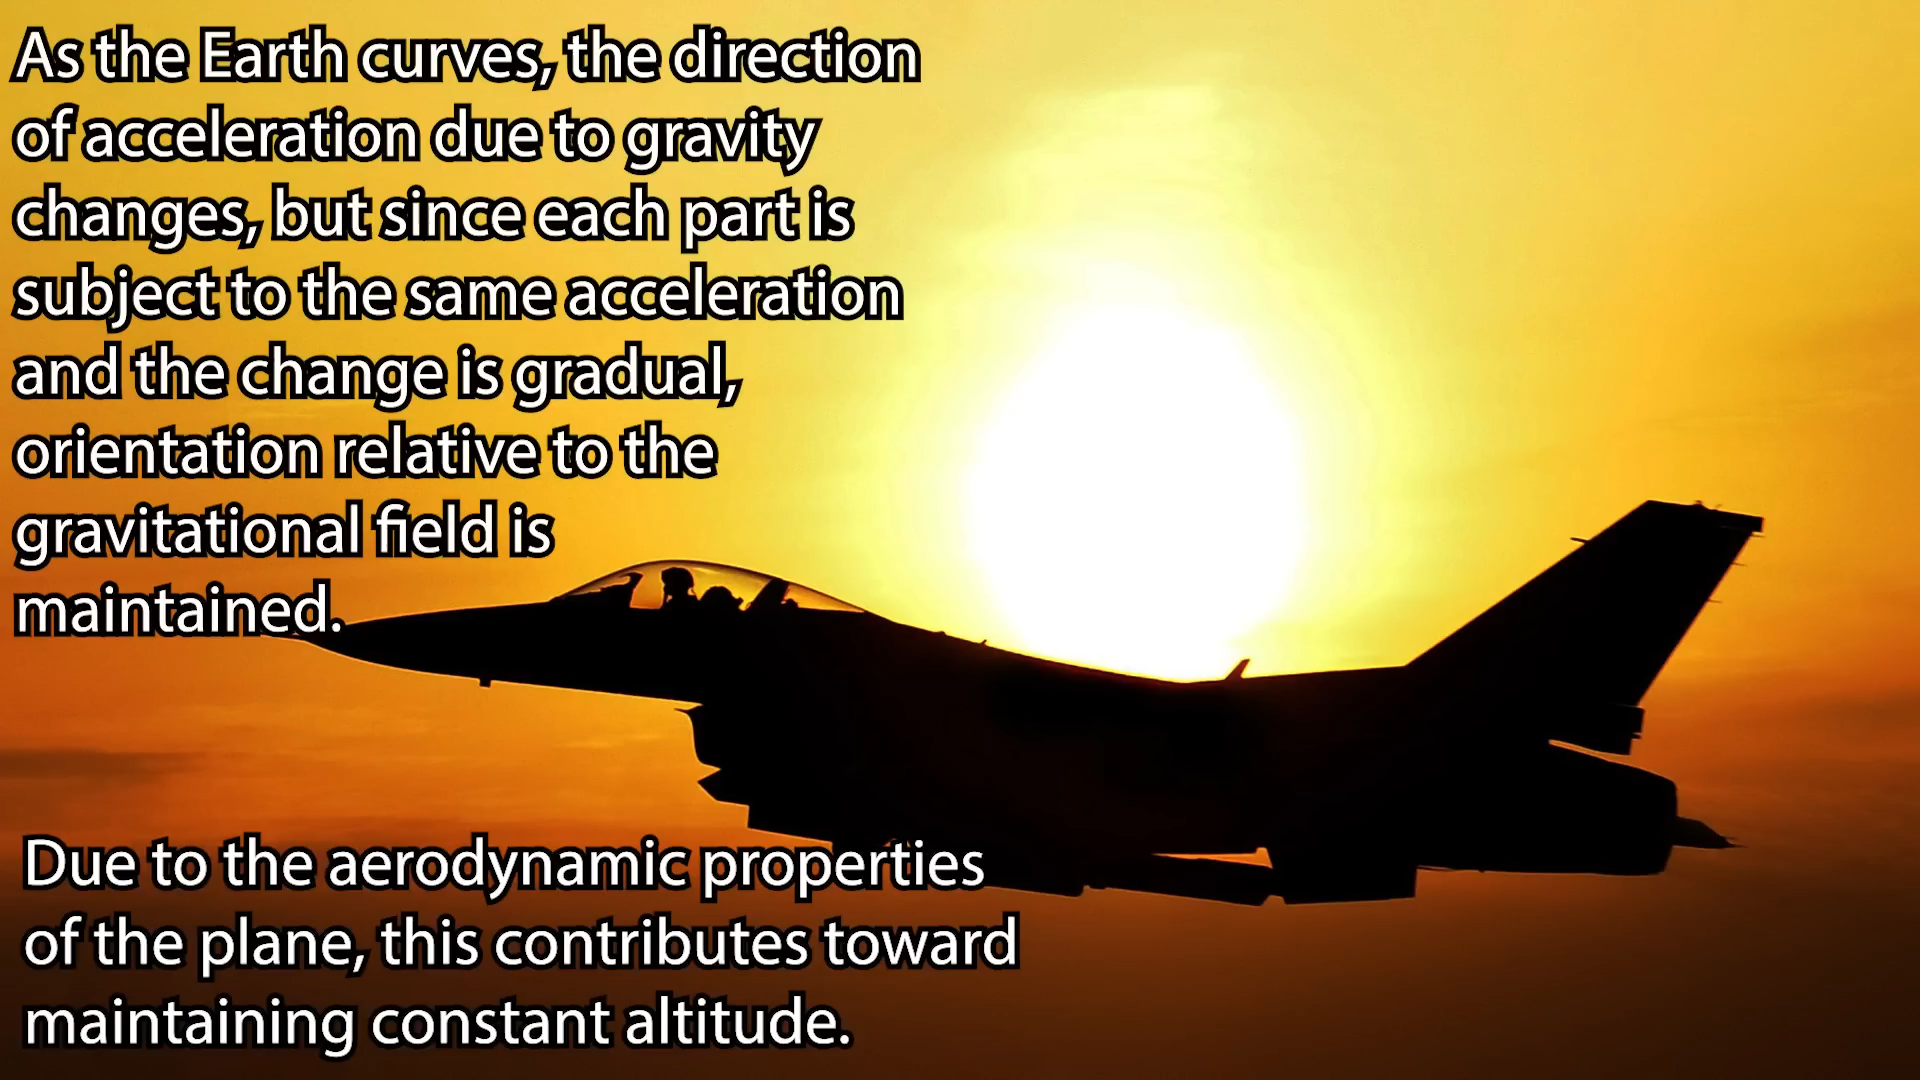 As the Earth curves, the direction
of acceleration due to gravity
changes, but since each part is
subject to the same acceleration
and the change is gradual,
orientation relative to the
gravitational field is
maintained.
Due to the aerodynamic properties
of the plane, this contributes toward
maintaining constant altitude.